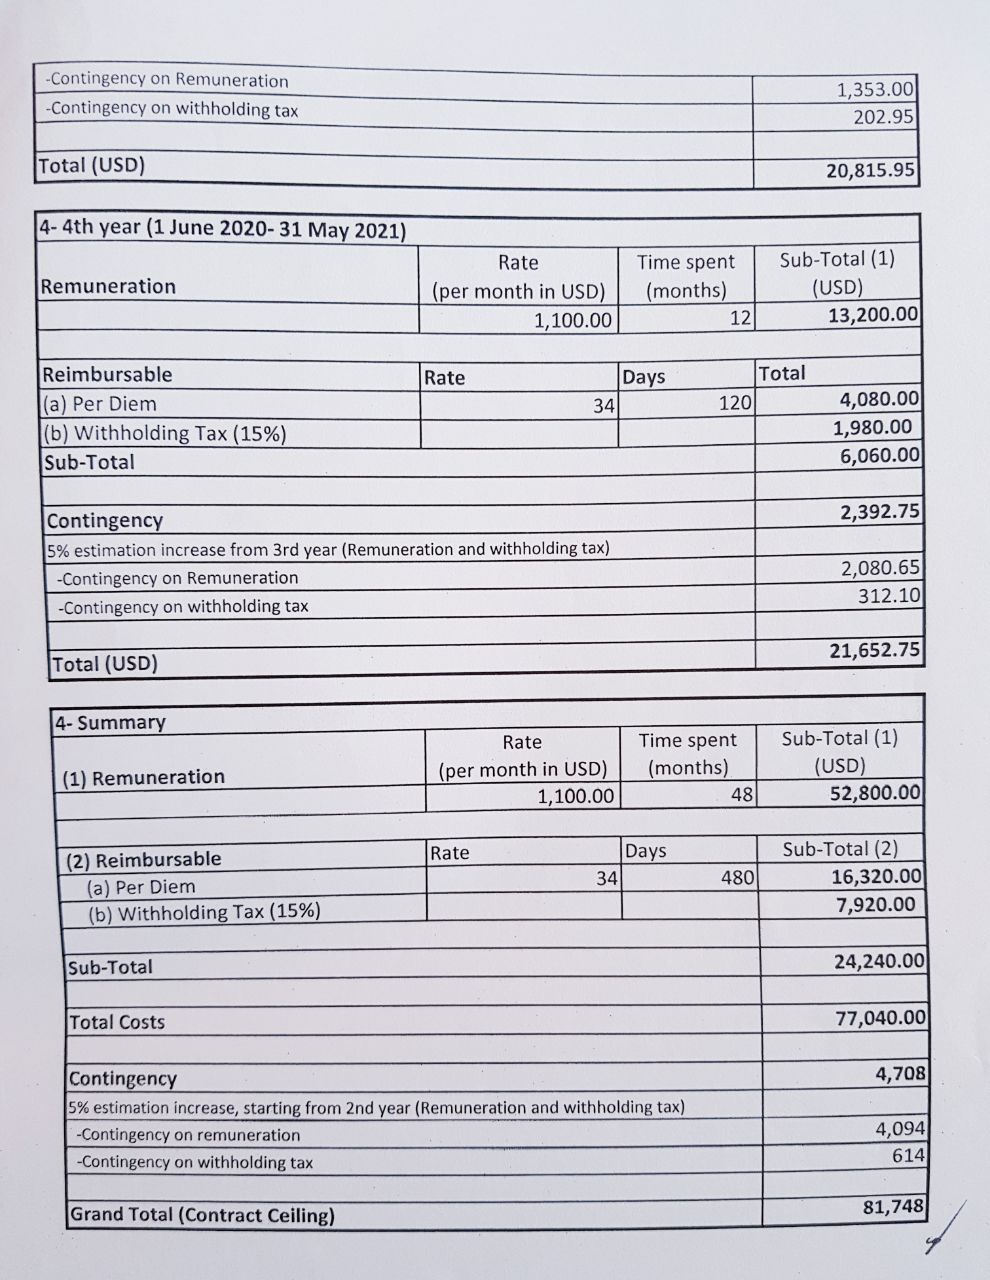 -Contingency on Remuneration 1,353.00
-Contingency on withholding tax 202.95
Total (USD) 20,815.95
4- 4th year (1 June 2020- 31 May 2021)
Remuneration Rate (per month in USD) Time spent (months) Sub-Total (1) (USD)
1,100.00 12 13,200.00
Reimbursable Rate Days Total
(a) Per Diem 34 120 4,080.00
(b) Withholding Tax (15%) 1,980.00
Sub-Total 6,060.00
Contingency 2,392.75
5% estimation increase from 3rd year (Remuneration and withholding tax)
-Contingency on Remuneration 2,080.65
-Contingency on withholding tax 312.10
Total (USD) 21,652.75
4- Summary
(1) Remuneration Rate (per month in USD) Time spent (months) Sub-Total (1) (USD)
1,100.00 48 52,800.00
(2) Reimbursable Rate Days Sub-Total (2)
(a) Per Diem 34 480 16,320.00
(b) Withholding Tax (15%) 7,920.00
Sub-Total 24,240.00
Total Costs 77,040.00
Contingency 4,708
5% estimation increase, starting from 2nd year (Remuneration and withholding tax)
-Contingency on remuneration 4,094
-Contingency on withholding tax 614
Grand Total (Contract Ceiling) 81,748